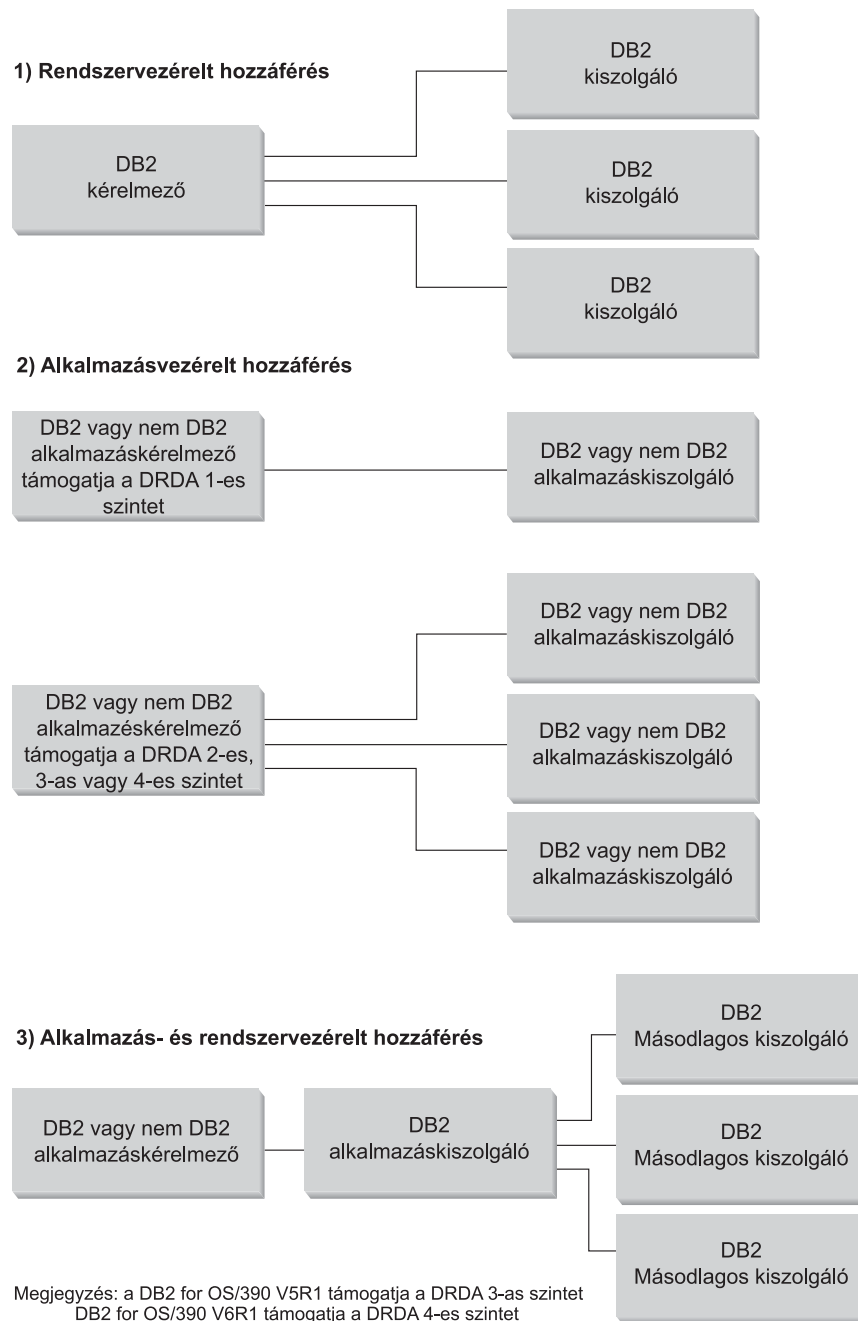 1) Rendszervezérelt hozzáférés
DB2
kérelmező
DB2
kiszolgáló
DB2
kiszolgáló
DB2
kiszolgáló
2) Alkalmazásvezérelt hozzáférés
DB2 vagy nem DB2
alkalmazáskérelmező
támogatja a DRDA 1-es
szintet
DB2 vagy nem DB2
alkalmazáskiszolgáló
DB2 vagy nem DB2
alkalmazéskérelmező
támogatja a DRDA 2-es,
3-as vagy 4-es szintet
DB2 vagy nem DB2
alkalmazáskiszolgáló
DB2 vagy nem DB2
alkalmazáskiszolgáló
DB2 vagy nem DB2
alkalmazáskiszolgáló
3) Alkalmazás- és rendszervezérelt hozzáférés
DB2 vagy nem DB2
alkalmazáskérelmező
DB2
alkalmazáskiszolgáló
DB2
Másodlagos kiszolgáló
DB2
Másodlagos kiszolgáló
DB2
Másodlagos kiszolgáló
Megjegyzés: a DB2 for OS/390 V5R1 támogatja a DRDA 3-as szintet
DB2 for OS/390 V6R1 támogatja a DRDA 4-es szintet